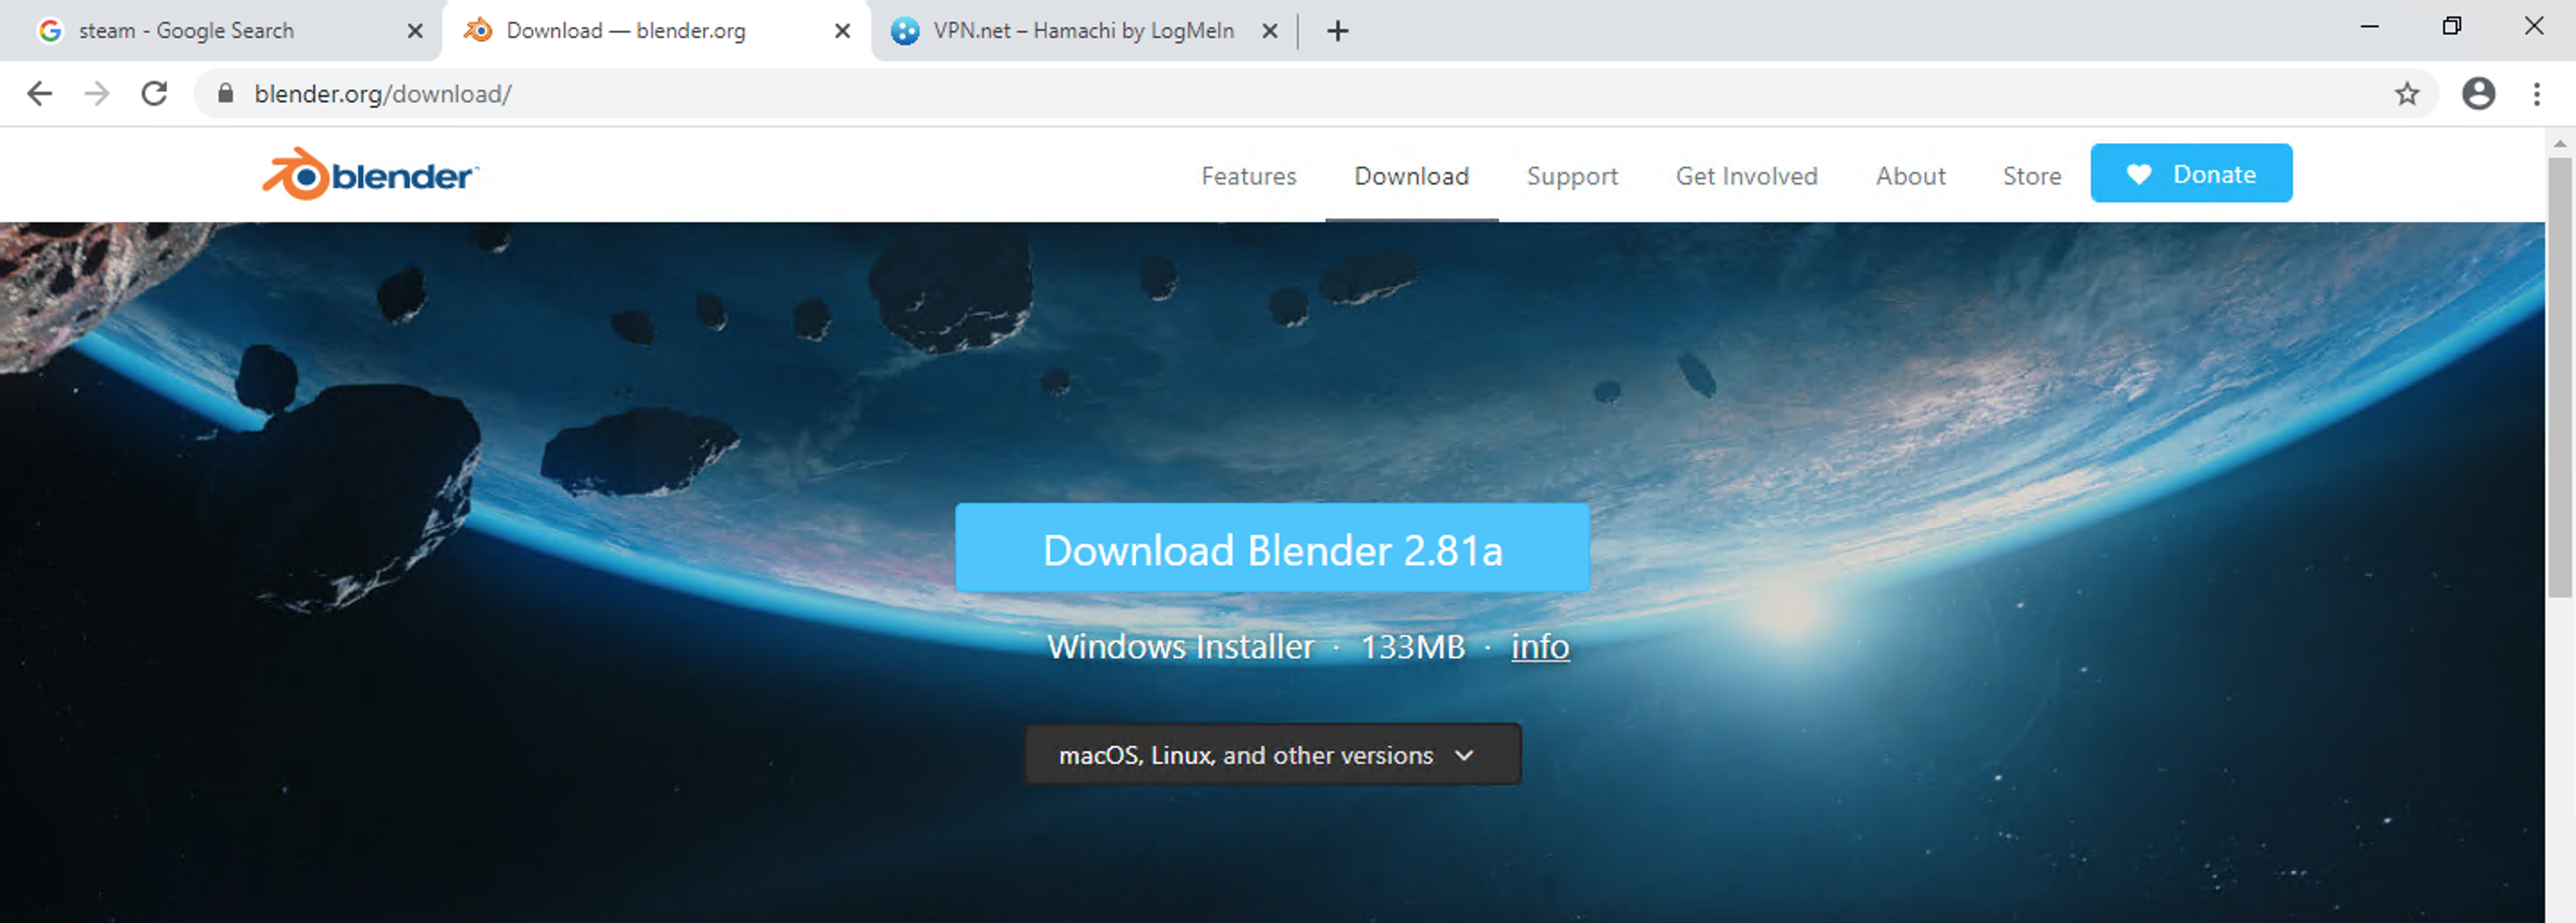 steam - Google Search
Download — blender.org
VPN.net – Hamachi by LogMeIn
blender.org/download/
blender
Features
Download
Support
Get Involved
About
Store
Donate
Download Blender 2.81a
Windows Installer · 133MB · info
macOS, Linux, and other versions